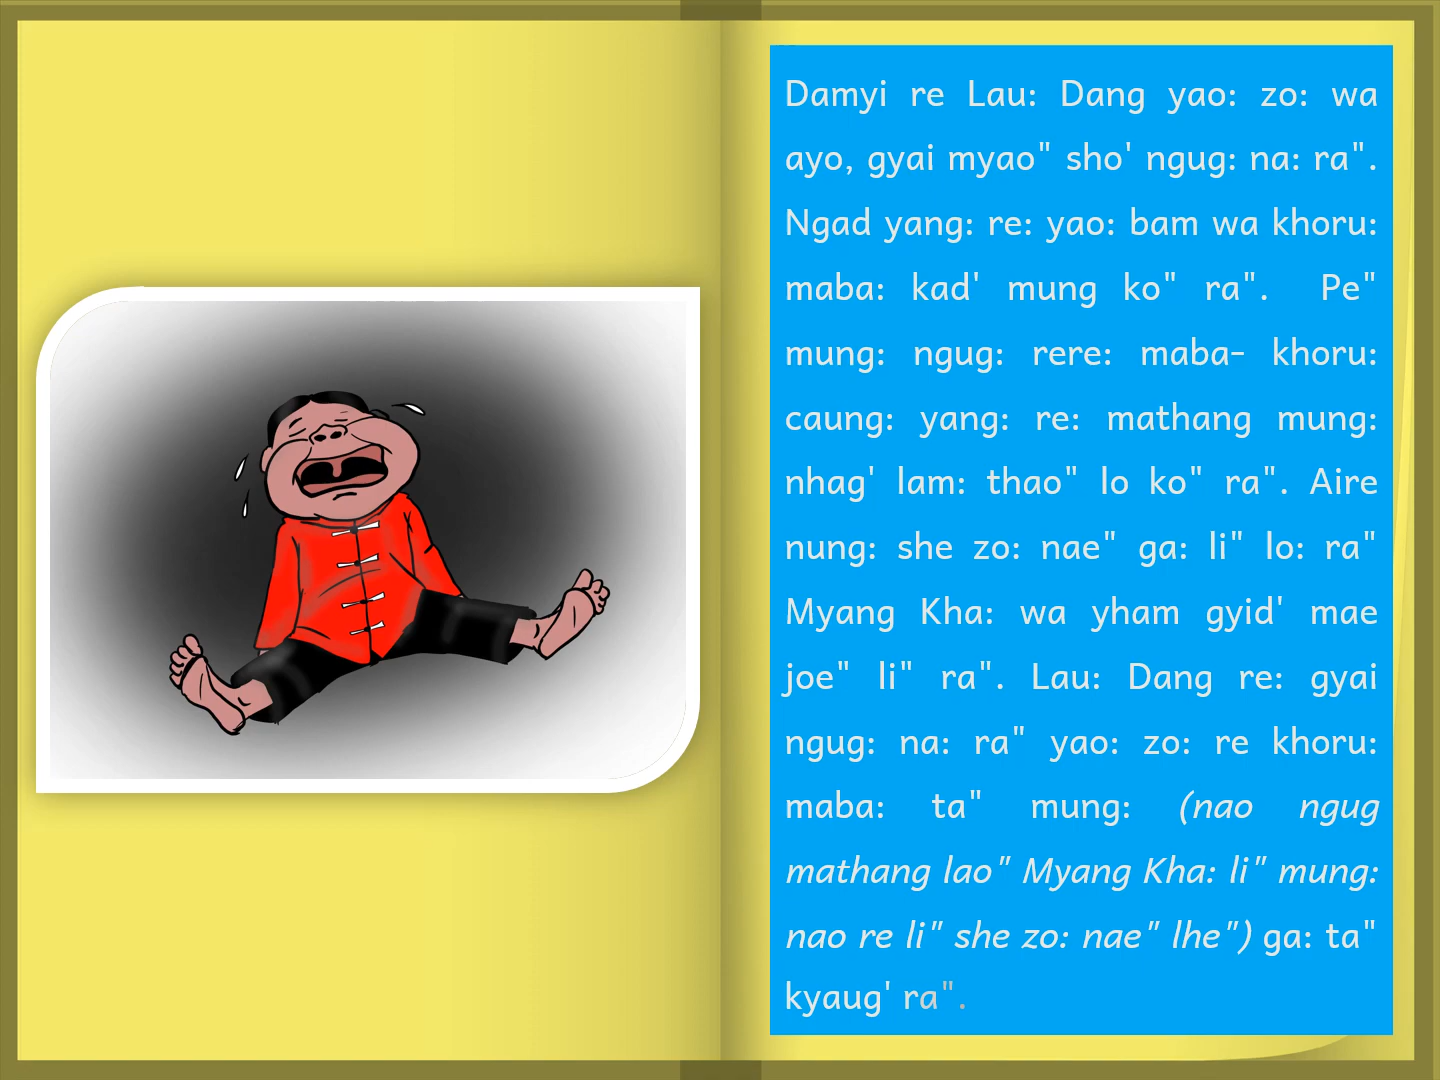 Damyi re Lau: Dang yao: zo: wa
ayo, gyai myao" sho' ngug: na: ra".
Ngad yang: re: yao: bam wa khoru:
maba: kad' mung ko" ra". Pe"
mung: ngug: rere: maba- khoru:
caung: yang: re: mathang mung:
nhag' lam: thao" lo ko" ra". Aire
nung: she zo: nae" ga: li" lo: ra"
Myang Kha: wa yham gyid' mae
joe" li" ra". Lau: Dang re: gyai
ngug: na: ra" yao: zo: re khoru:
maba: ta" mung: (nao ngug
mathang lao" Myang Kha: li" mung:
nao re li" she zo: nae" lhe") ga: ta"
kyaug' ra".